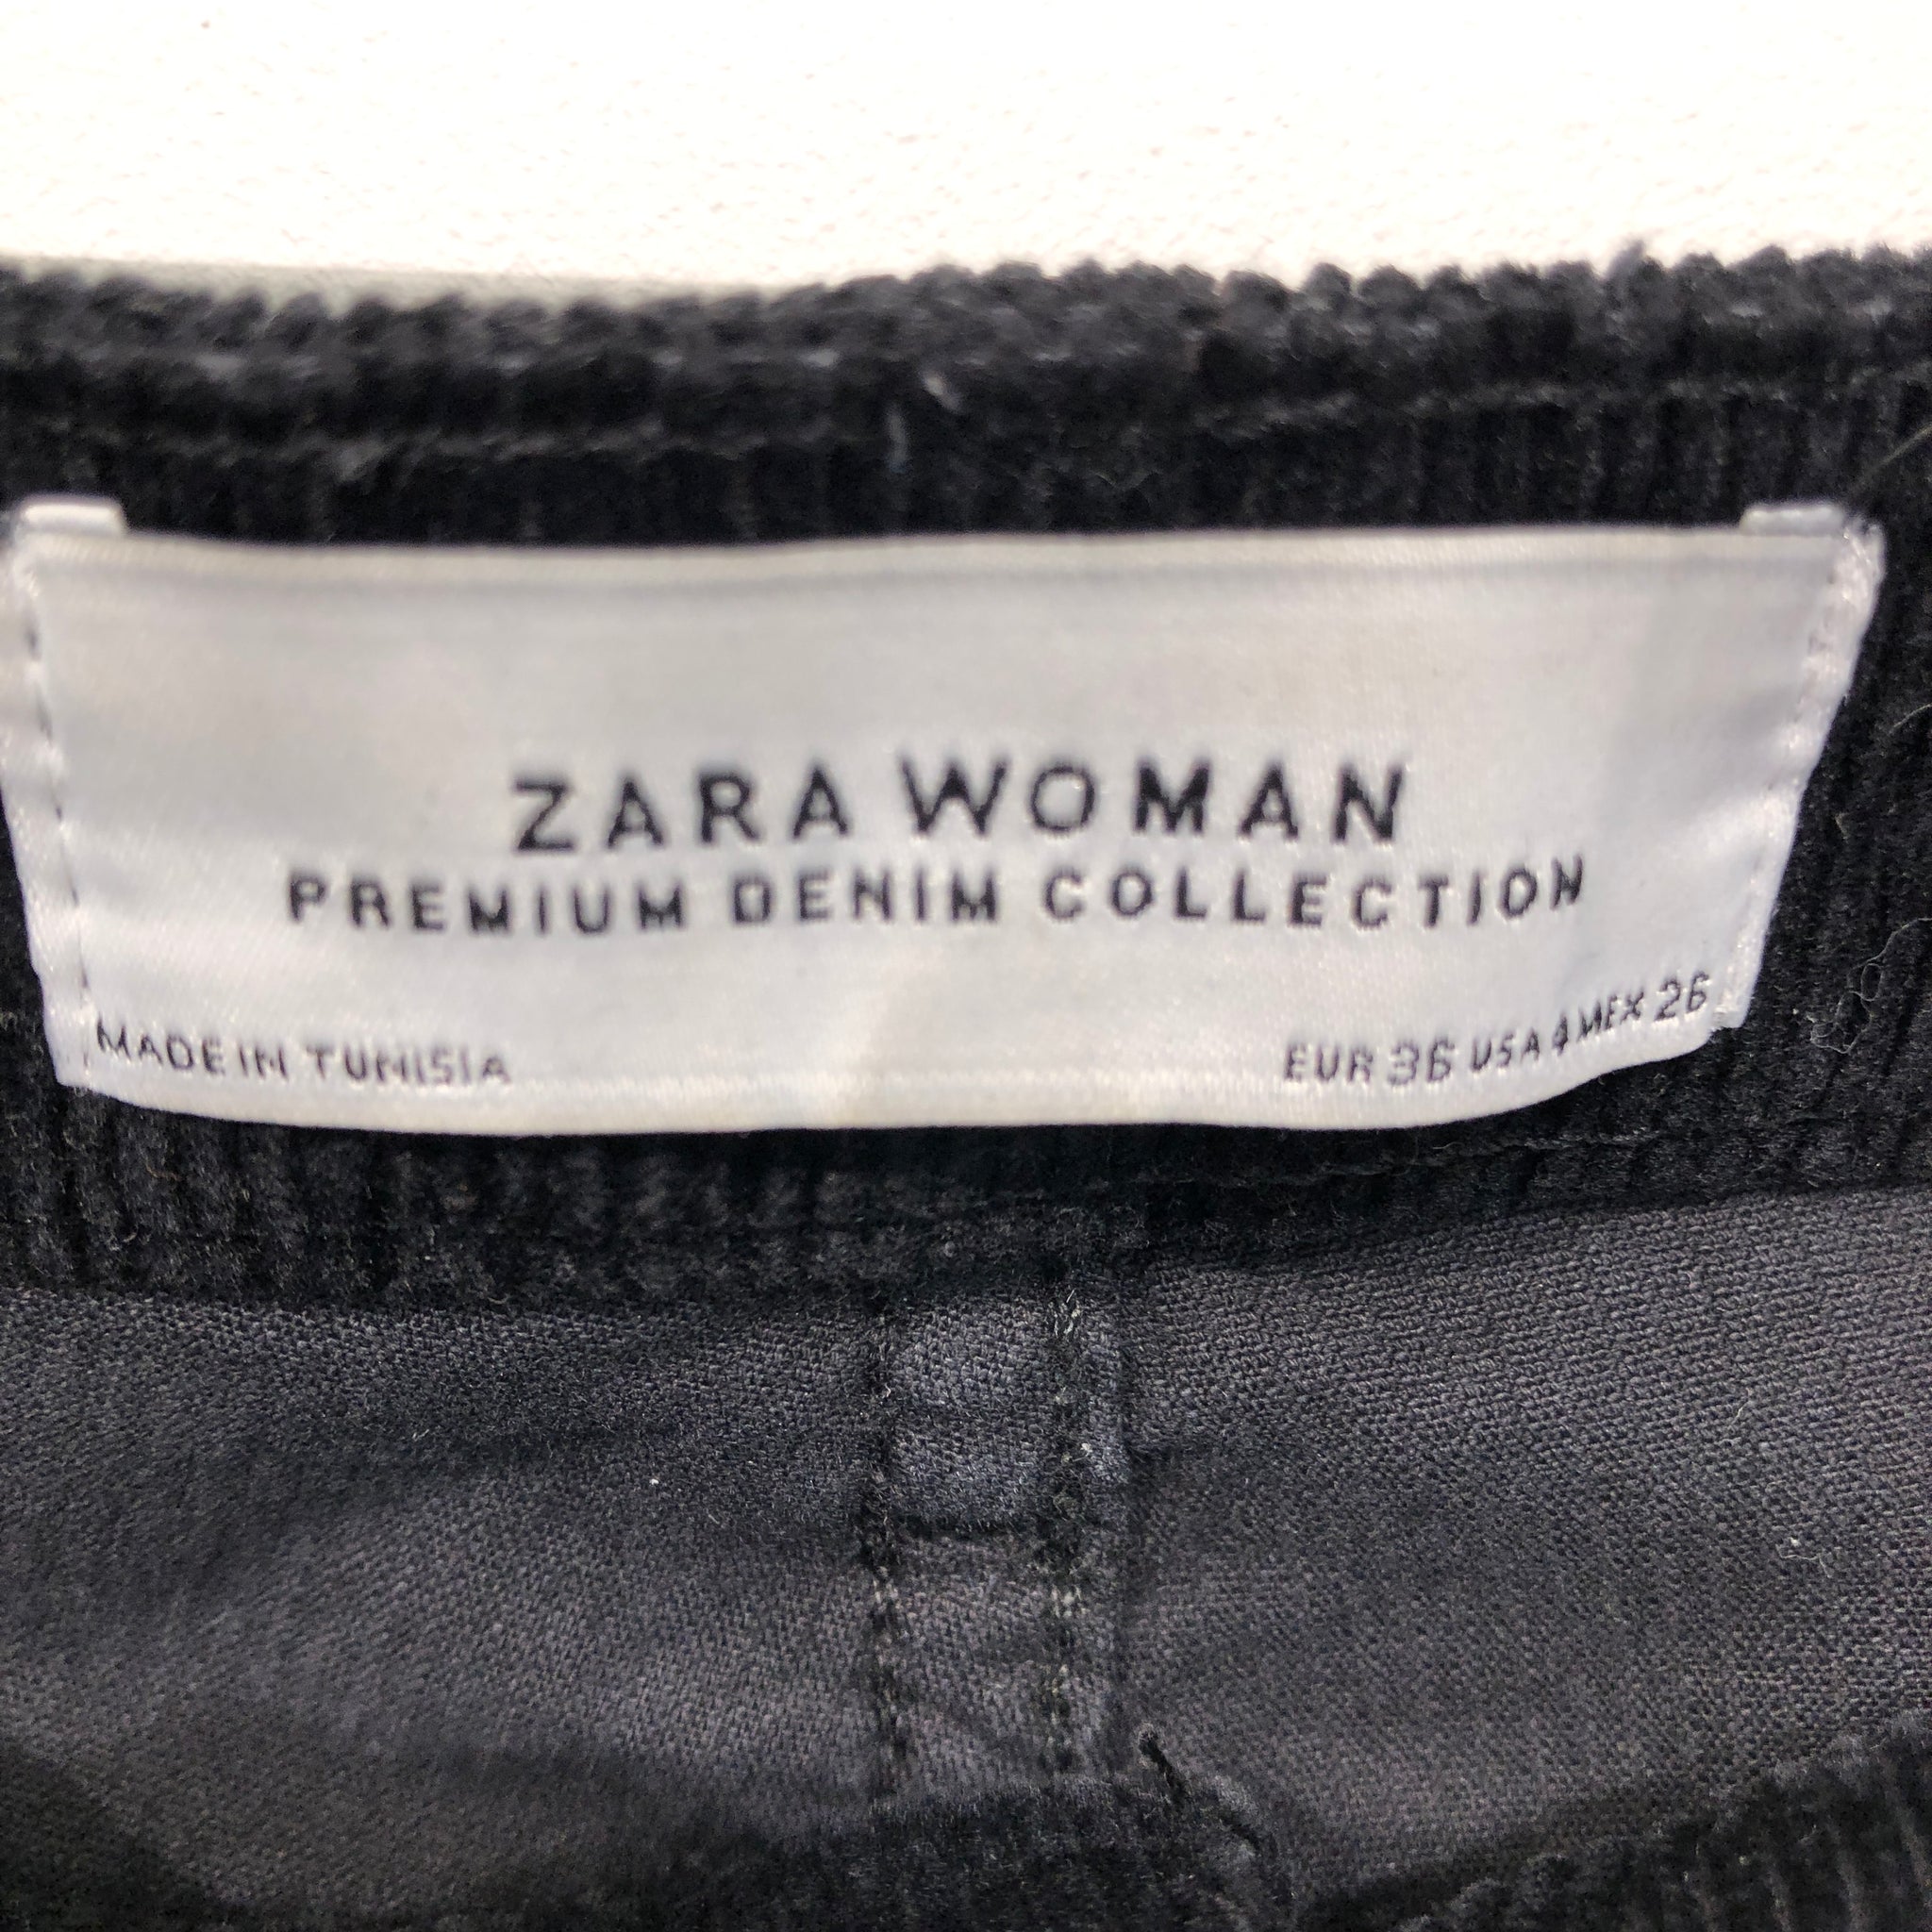 ZARA WOMAN
PREMIUM DENIM COLLECTION
MADE IN TUNISIA
EUR 36 USA 4 MEX 26